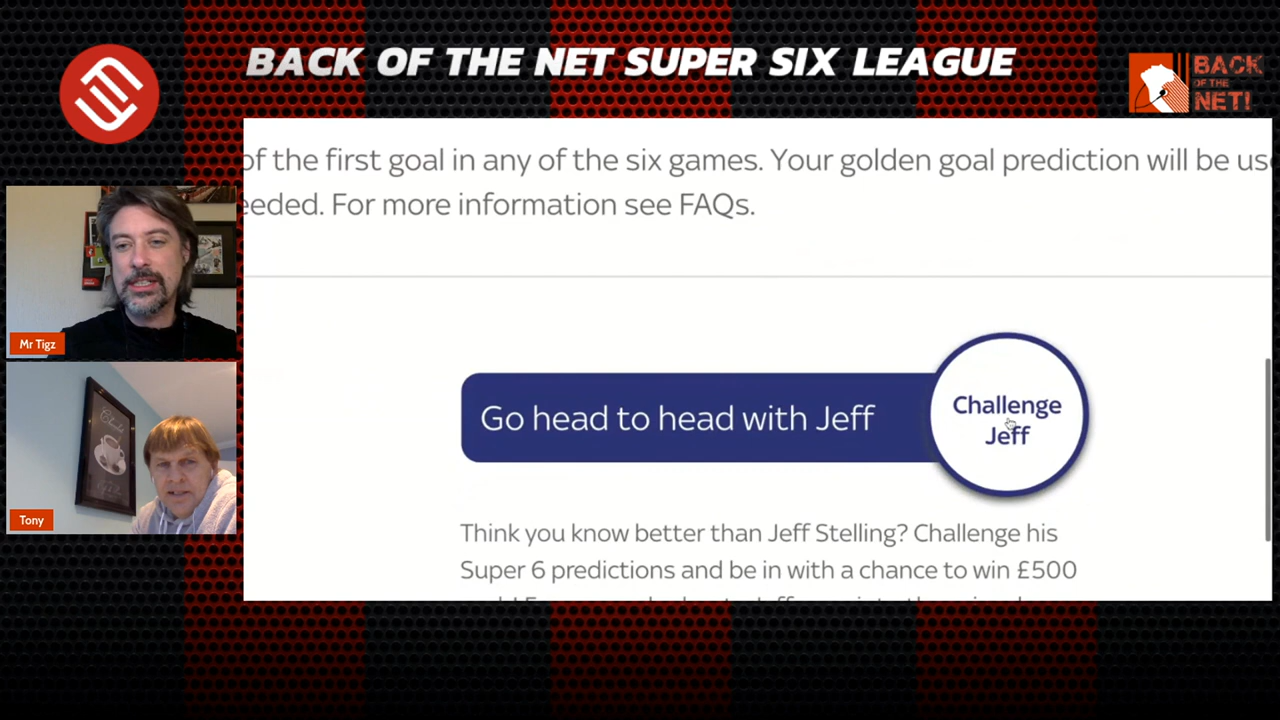 BACK OF THE NET SUPER SIX LEAGUE
BACK
OF THE
NET!
of the first goal in any of the six games. Your golden goal prediction will be us
eeded. For more information see FAQs.
Mr Tigz
Go head to head with Jeff
Challenge
Jeff
Tony
Think you know better than Jeff Stelling? Challenge his
Super 6 predictions and be in with a chance to win £500